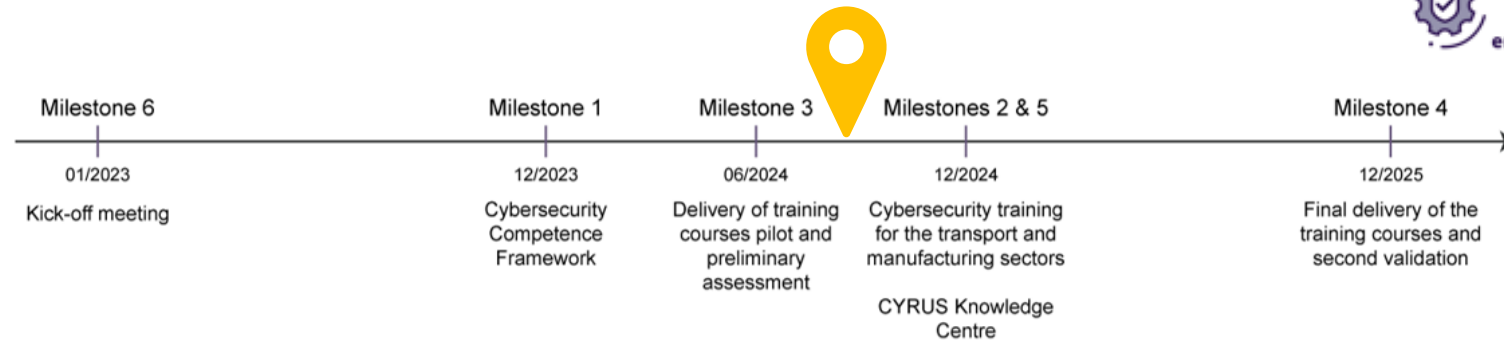 Milestone 6
01/2023
Kick-off meeting
Milestone 1
12/2023
Cybersecurity
Competence
Framework
Milestone 3
06/2024
Delivery of training
courses pilot and
preliminary
assessment
Milestones 2 & 5
12/2024
Cybersecurity training
for the transport and
manufacturing sectors
CYRUS Knowledge
Centre
Milestone 4
12/2025
Final delivery of the
training courses and
second validation